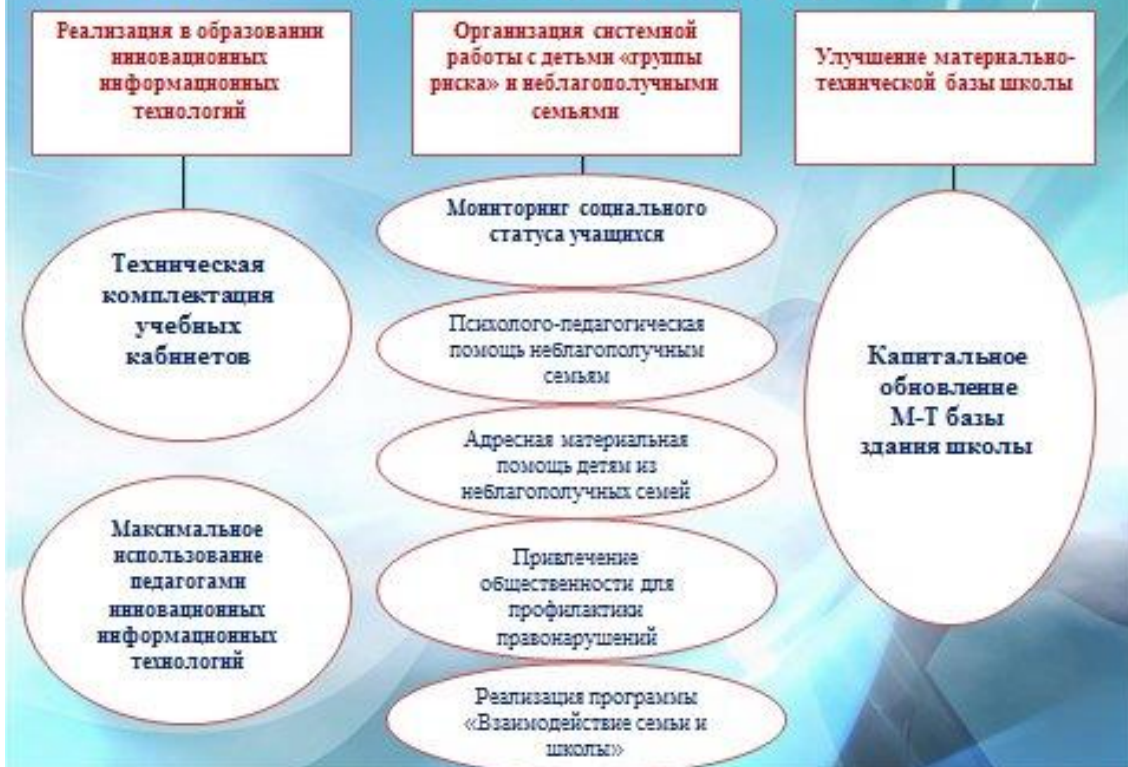 Реализация в образовании
инновационных
информационных
технологий
Техническая
комплектация
учебных
кабинетов
Максимальное
использование
педагогами
инновационных
информационных
технологий
Организация системной
работы с детьми «группы
риска» и неблагополучными
семьями
Мониторинг социального
статуса учащихся
Психолого-педагогическая
помощь неблагополучным
семьям
Адресная материальная
помощь детям из
неблагополучных семей
Привлечение
общественности для
профилактики
правонарушений
Реализация программы
«Взаимодействие семьи и
школы»
Улучшение материально-
технической базы школы
Капитальное
обновление
М-Т базы
здания школы